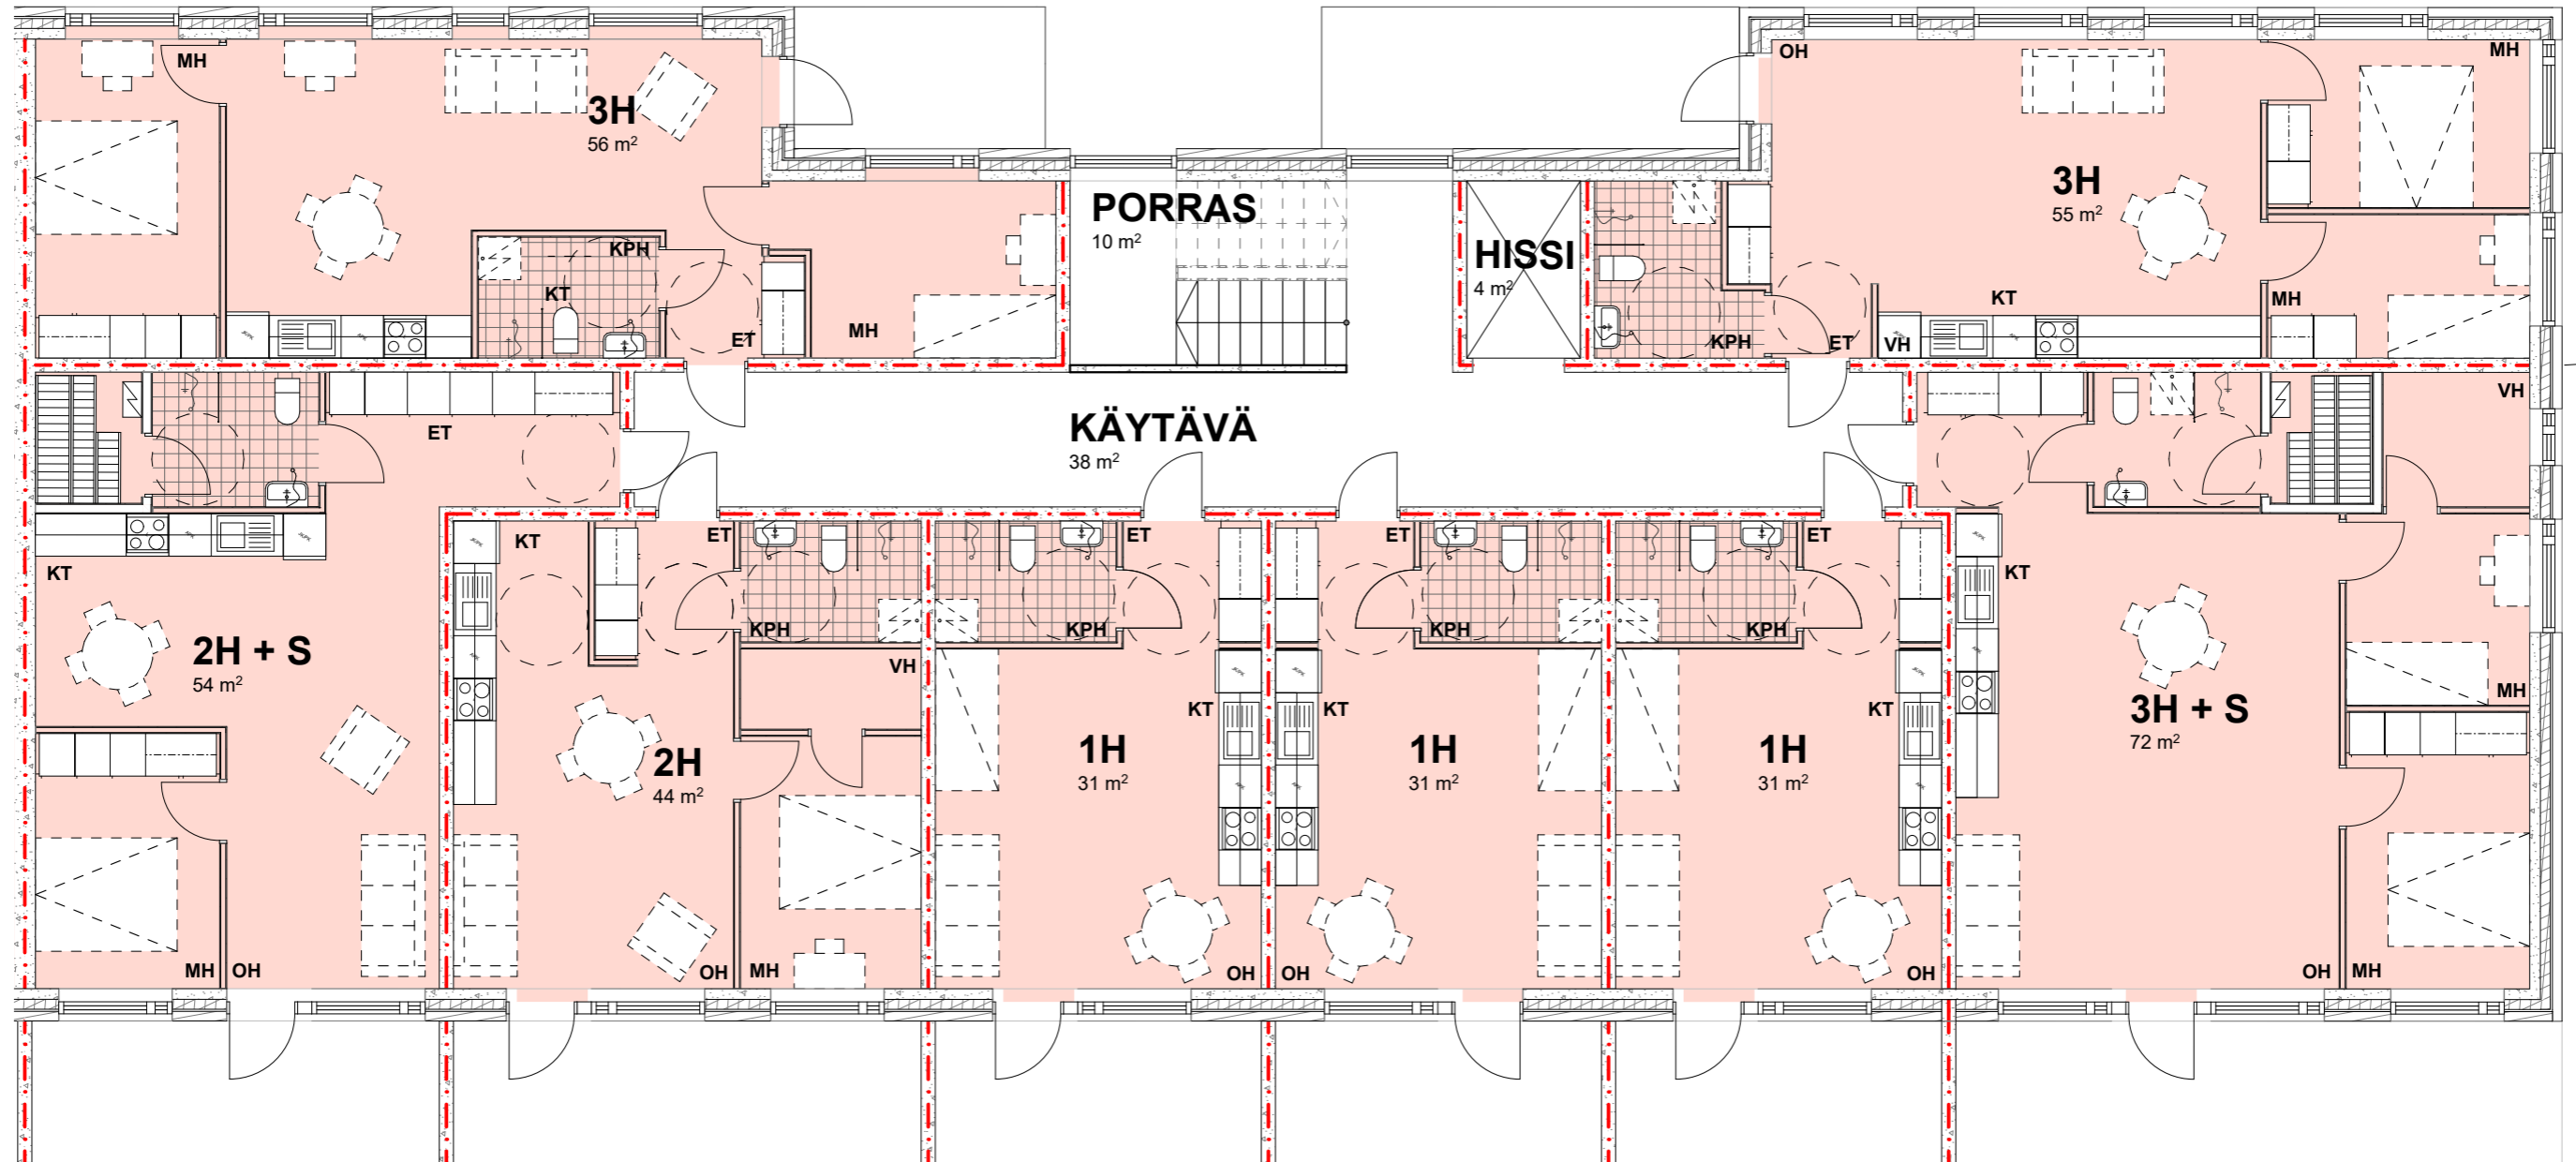 MH
3H
56 m²
KPH
KT
ET
MH
PORRAS
10 m²
HISSI
4 m²
OH
MH
3H
55 m²
KT
MH
KPH
ET
VH
ET
KÄYTÄVÄ
38 m²
VH
KT
2H + S
54 m²
MH
OH
KT
ET
KPH
VH
2H
44 m²
OH
MH
KPH
ET
KT
1H
31 m²
OH
ET
KPH
KT
1H
31 m²
OH
KPH
ET
KT
1H
31 m²
OH
KT
3H + S
72 m²
MH
OH
MH